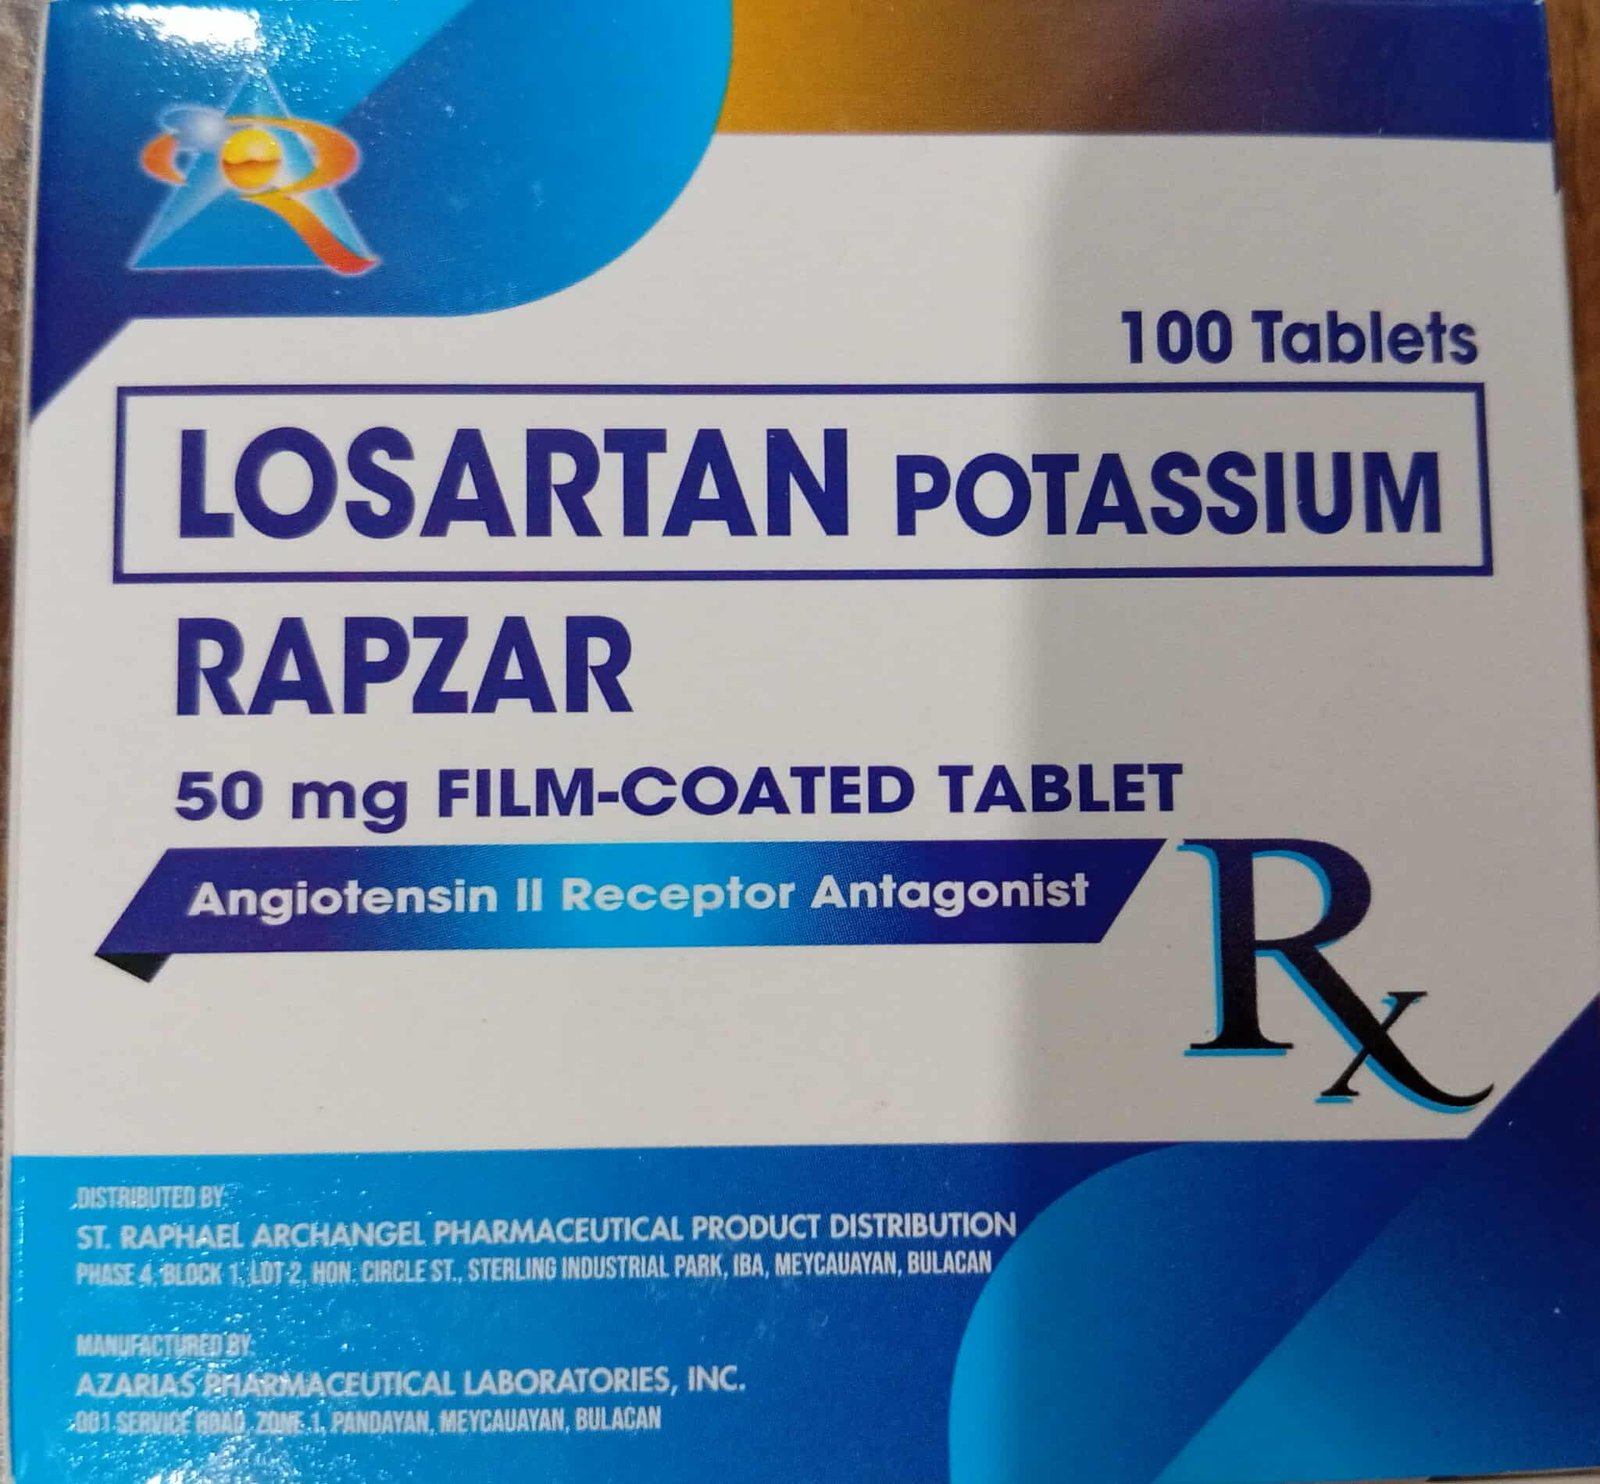 100 Tablets
LOSARTAN POTASSIUM
RAPZAR
50 mg FILM-COATED TABLET
Angiotensin II Receptor Antagonist
Rx
DISTRIBUTED BY:
ST. RAPHAEL ARCHANGEL PHARMACEUTICAL PRODUCT DISTRIBUTION
PHASE 4, BLOCK 1, LOT 2, HON. CIRCLE ST., STERLING INDUSTRIAL PARK, IBA, MEYCAUAYAN, BULACAN
MANUFACTURED BY:
AZARIAS PHARMACEUTICAL LABORATORIES, INC.
001 SERVICE ROAD, ZONE 1, PANDAYAN, MEYCAUAYAN, BULACAN